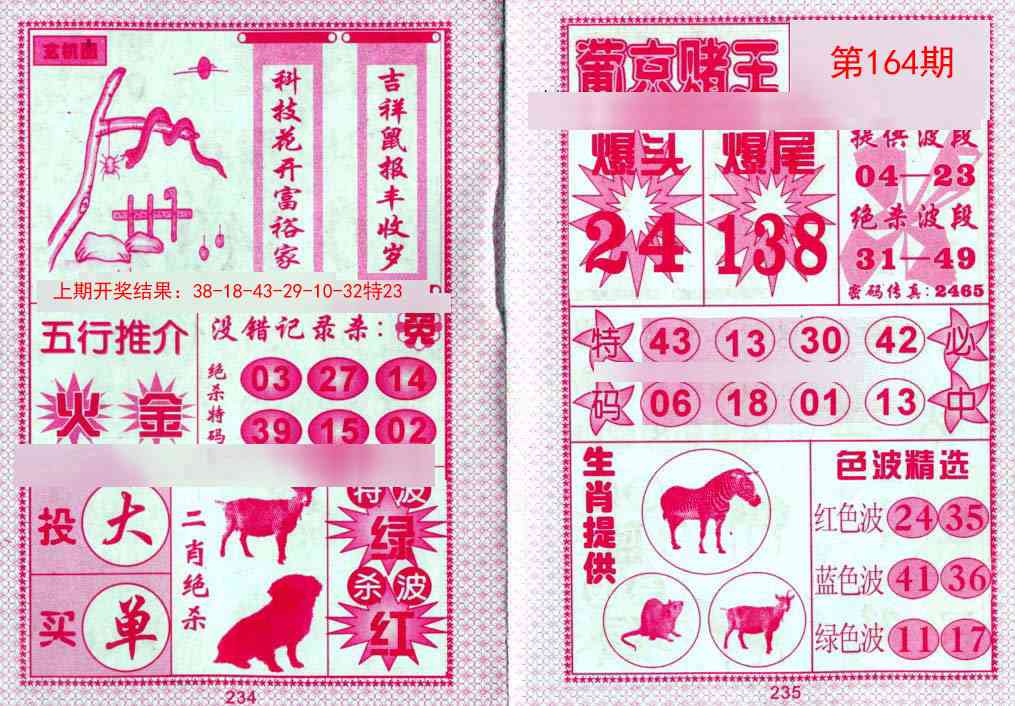 玄机图
科技花开富裕家
吉祥鼠报丰收岁
上期开奖结果：38-18-43-29-10-32特23
五行推介
火 金
没错记录杀：兔
绝杀特码
03 27 14
39 15 02
投 大
买 单
二肖绝杀
特波
绿
杀波
红
234
葡京赌王
第164期
爆头
24
爆尾
138
提供波段
04—23
绝杀波段
31—49
密码传真：2465
特 43 13 30 42 必
码 06 18 01 13 中
生肖提供
色波精选
红色波 24 35
蓝色波 41 36
绿色波 11 17
235